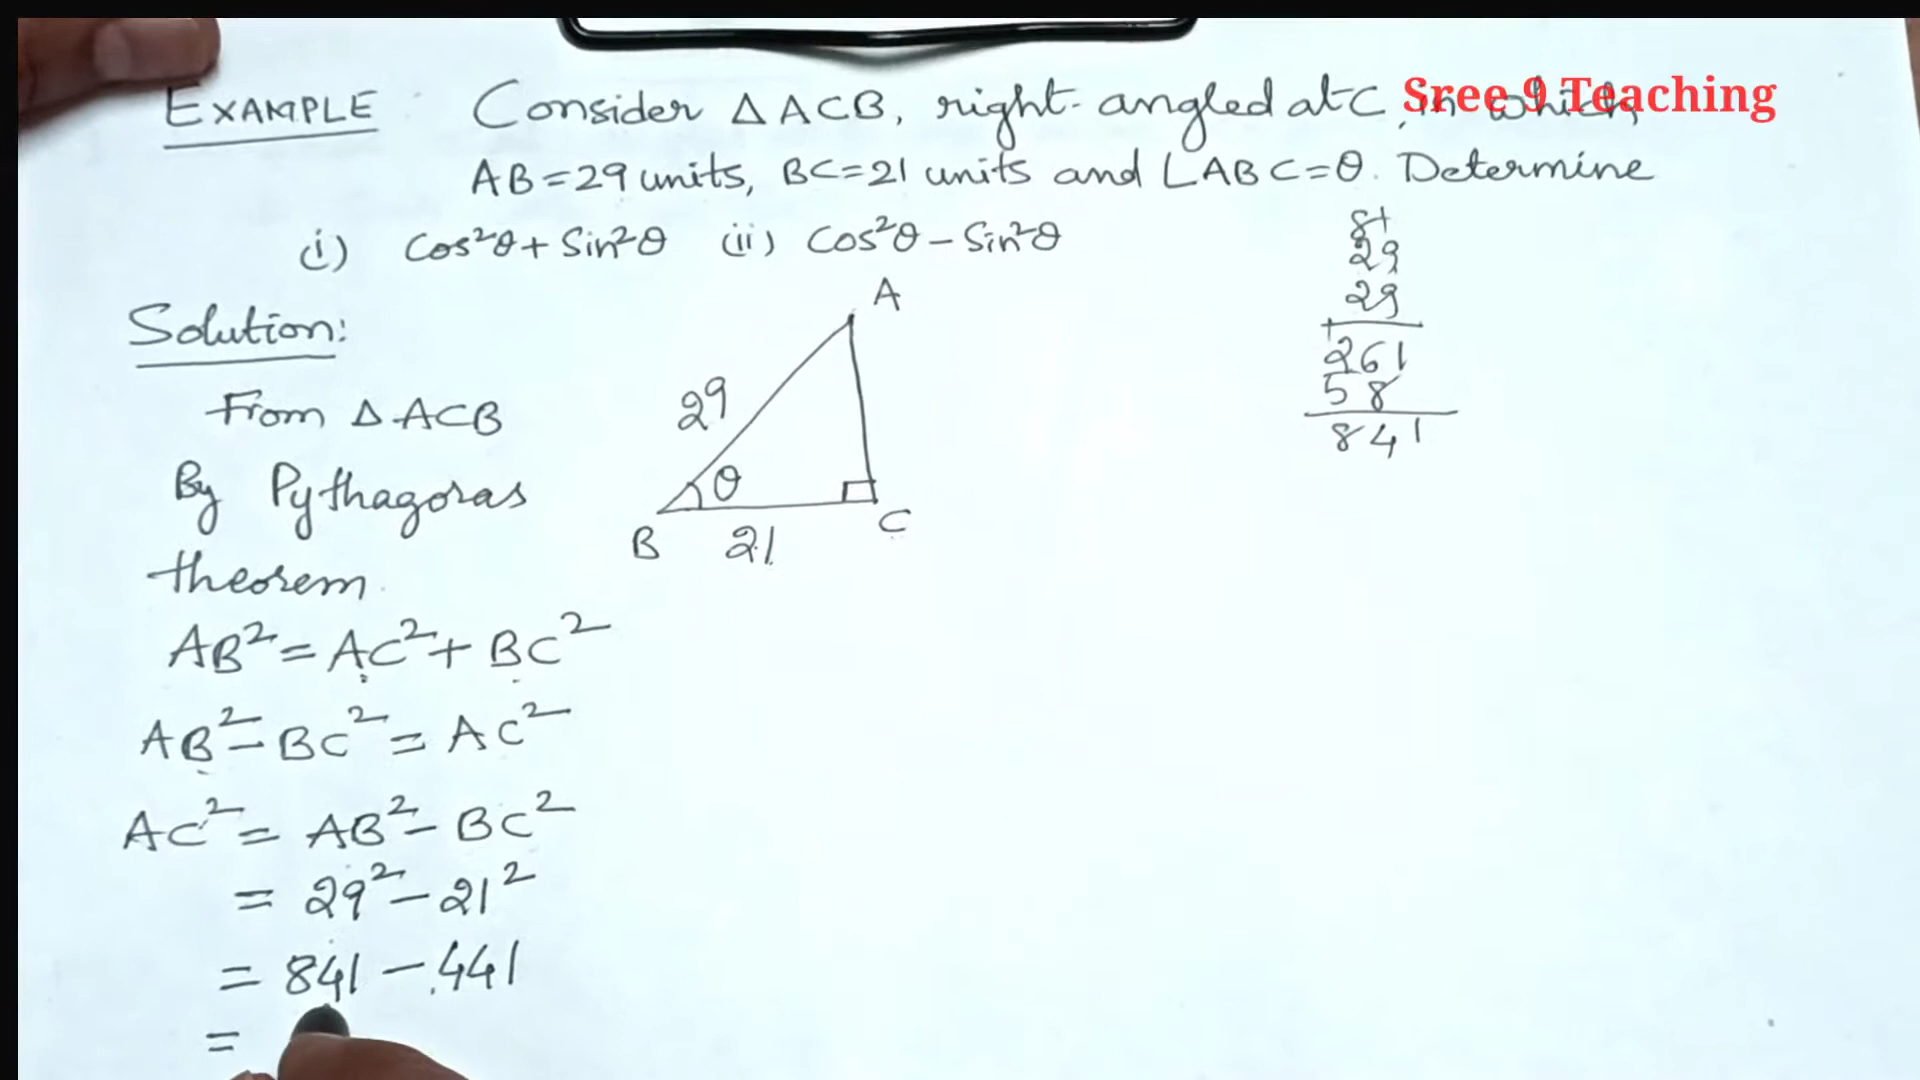 EXAMPLE Consider △ACB, right-angled at C, in which
Sree 9 Teaching
AB=29 units, BC=21 units and ∠ABC=θ. Determine
(i) Cos²θ + Sin²θ (ii) Cos²θ − Sin²θ
8+
29
29
261
58
841
Solution:
A
From △ACB
29
By Pythagoras
θ
B 21 C
theorem
AB² = AC² + BC²
AB² − BC² = AC²
AC² = AB² − BC²
= 29² − 21²
= 841 − 441
=